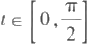 t ∈ [ 0 , π/2 ]